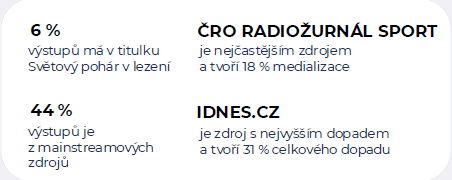 6 %
výstupů má v titulku
Světový pohár v lezení
ČRO RADIOŽURNÁL SPORT
je nejčastějším zdrojem
a tvoří 18 % medializace
44 %
výstupů je
z mainstreamových
zdrojů
IDNES.CZ
je zdroj s nejvyšším dopadem
a tvoří 31 % celkového dopadu